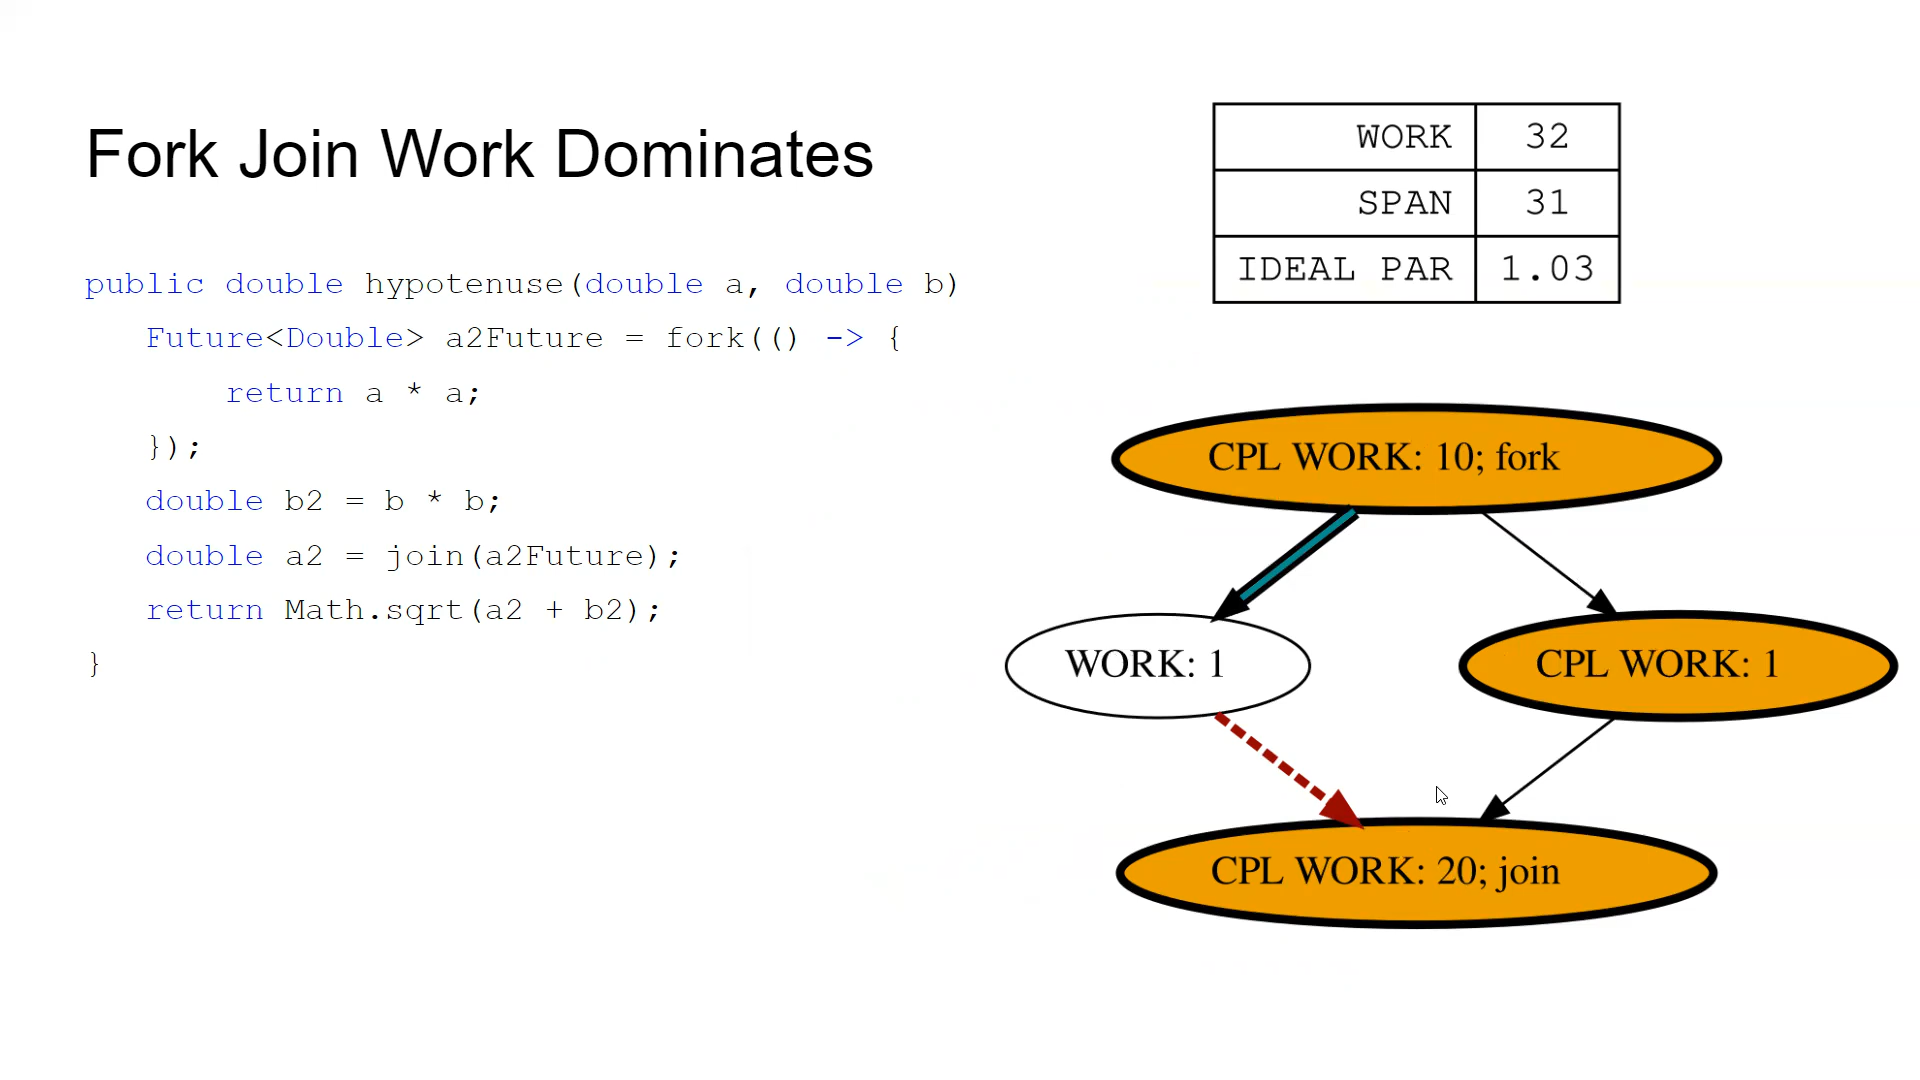 Fork Join Work Dominates
public double hypotenuse(double a, double b)
Future<Double> a2Future = fork(() -> {
return a * a;
});
double b2 = b * b;
double a2 = join(a2Future);
return Math.sqrt(a2 + b2);
}
WORK 32
SPAN 31
IDEAL PAR 1.03
CPL WORK: 10; fork
WORK: 1
CPL WORK: 1
CPL WORK: 20; join